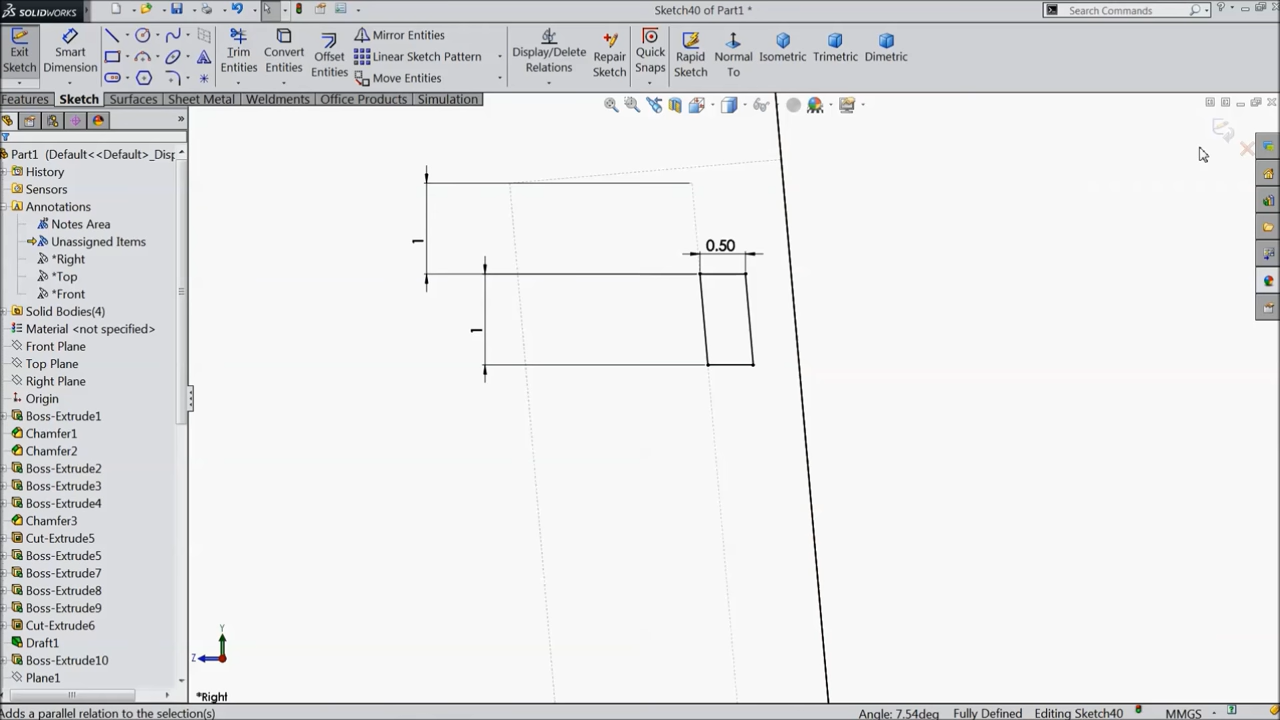 SOLIDWORKS
Sketch40 of Part1 *
Search Commands
Exit
Sketch
Smart
Dimension
Trim
Entities
Convert
Entities
Offset
Entities
Mirror Entities
Linear Sketch Pattern
Move Entities
Display/Delete
Relations
Repair
Sketch
Quick
Snaps
Rapid
Sketch
Normal
To
Isometric
Trimetric
Dimetric
Features
Sketch
Surfaces
Sheet Metal
Weldments
Office Products
Simulation
Part1 (Default<<Default>_Disp
History
Sensors
Annotations
Notes Area
Unassigned Items
*Right
*Top
*Front
Solid Bodies(4)
Material <not specified>
Front Plane
Top Plane
Right Plane
Origin
Boss-Extrude1
Chamfer1
Chamfer2
Boss-Extrude2
Boss-Extrude3
Boss-Extrude4
Chamfer3
Cut-Extrude5
Boss-Extrude5
Boss-Extrude7
Boss-Extrude8
Boss-Extrude9
Cut-Extrude6
Draft1
Boss-Extrude10
Plane1
1
0.50
1
Y
Z
*Right
Adds a parallel relation to the selection(s)
Angle: 7.54deg
Fully Defined
Editing Sketch40
MMGS